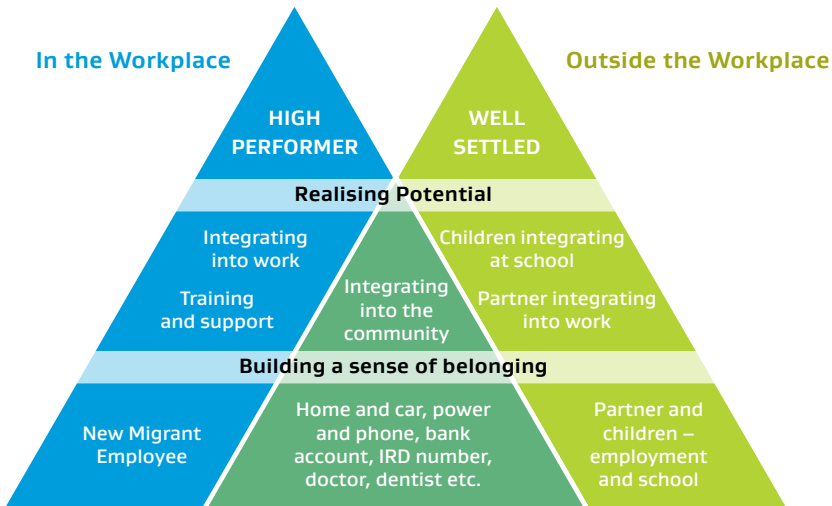 In the Workplace
Outside the Workplace
HIGH
PERFORMER
WELL
SETTLED
Realising Potential
Integrating
into work
Training
and support
Integrating
into the
community
Children integrating
at school
Partner integrating
into work
Building a sense of belonging
New Migrant
Employee
Home and car, power
and phone, bank
account, IRD number,
doctor, dentist etc.
Partner and
children –
employment
and school